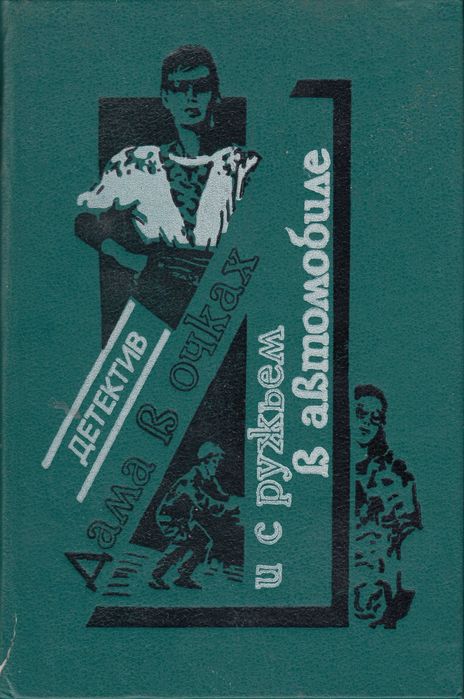 ДЕТЕКТИВ
Дама в очках
и с ружьем
в автомобиле